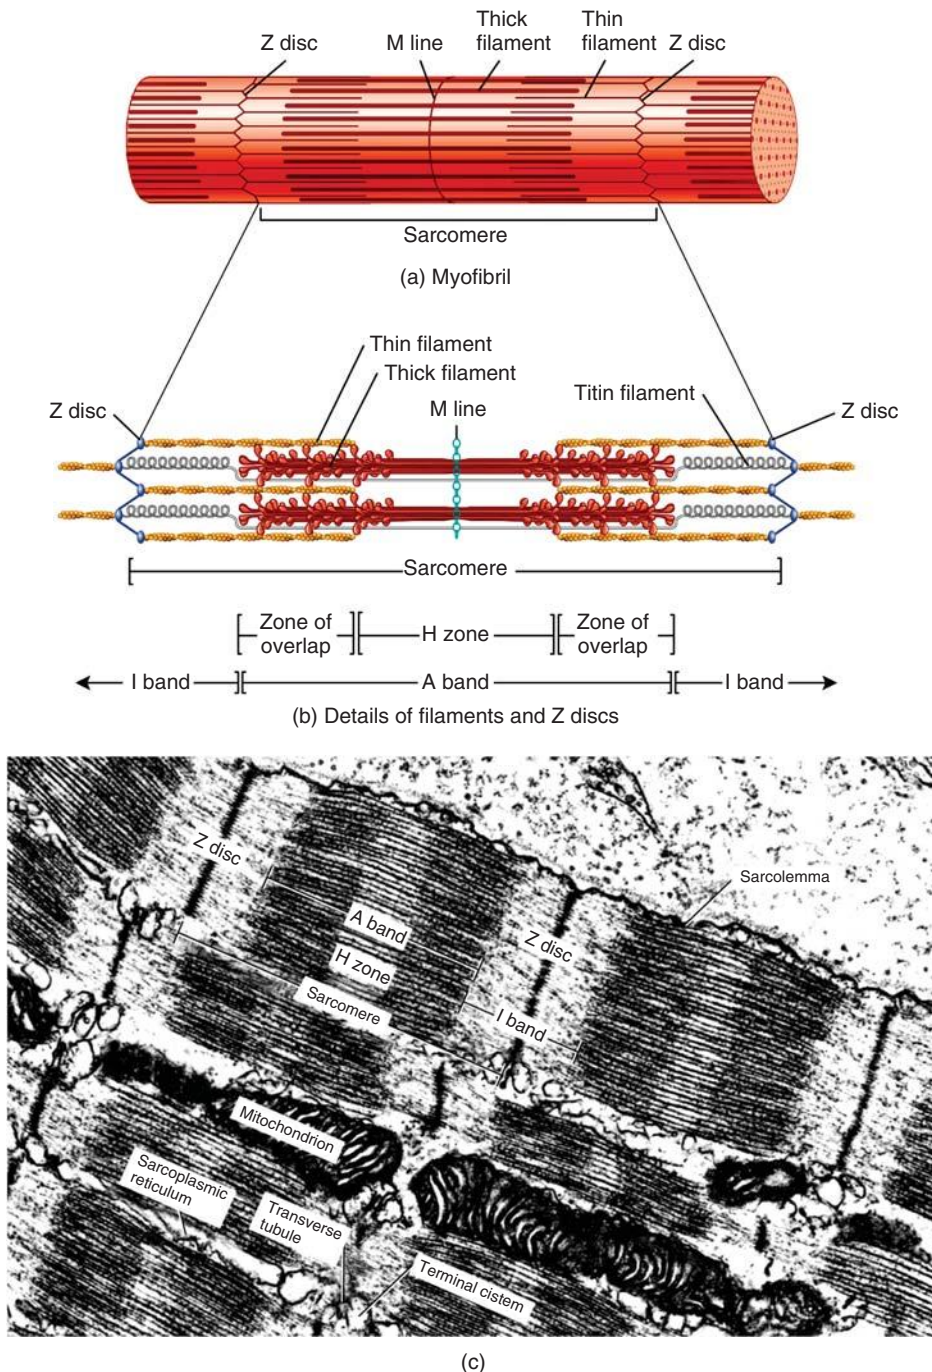 Z disc
M line
Thick
filament
Thin
filament
Z disc
Sarcomere
(a) Myofibril
Thin filament
Thick filament
Titin filament
Z disc
M line
Z disc
Sarcomere
Zone of
overlap
H zone
Zone of
overlap
I band
A band
I band
(b) Details of filaments and Z discs
Z disc
Sarcolemma
A band
Z disc
H zone
Sarcomere
I band
Mitochondrion
Sarcoplasmic
reticulum
Transverse
tubule
Terminal cistem
(c)